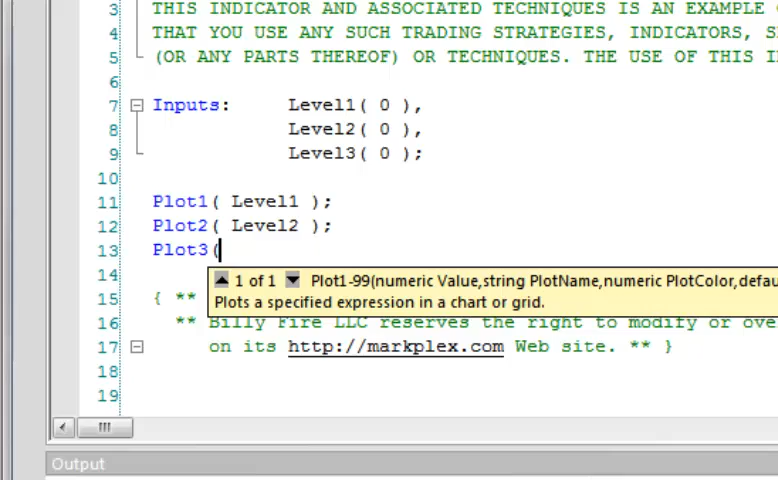 3 THIS INDICATOR AND ASSOCIATED TECHNIQUES IS AN EXAMPLE
4 THAT YOU USE ANY SUCH TRADING STRATEGIES, INDICATORS,
5 (OR ANY PARTS THEREOF) OR TECHNIQUES. THE USE OF THIS
6
7 Inputs: Level1( 0 ),
8 Level2( 0 ),
9 Level3( 0 );
10
11 Plot1( Level1 );
12 Plot2( Level2 );
13 Plot3(
14 1 of 1 Plot1-99(numeric Value,string PlotName,numeric PlotColor,defau
15 { ** Plots a specified expression in a chart or grid.
16 ** Billy Fire LLC reserves the right to modify or ove
17 on its http://markplex.com Web site. ** }
18
19
Output